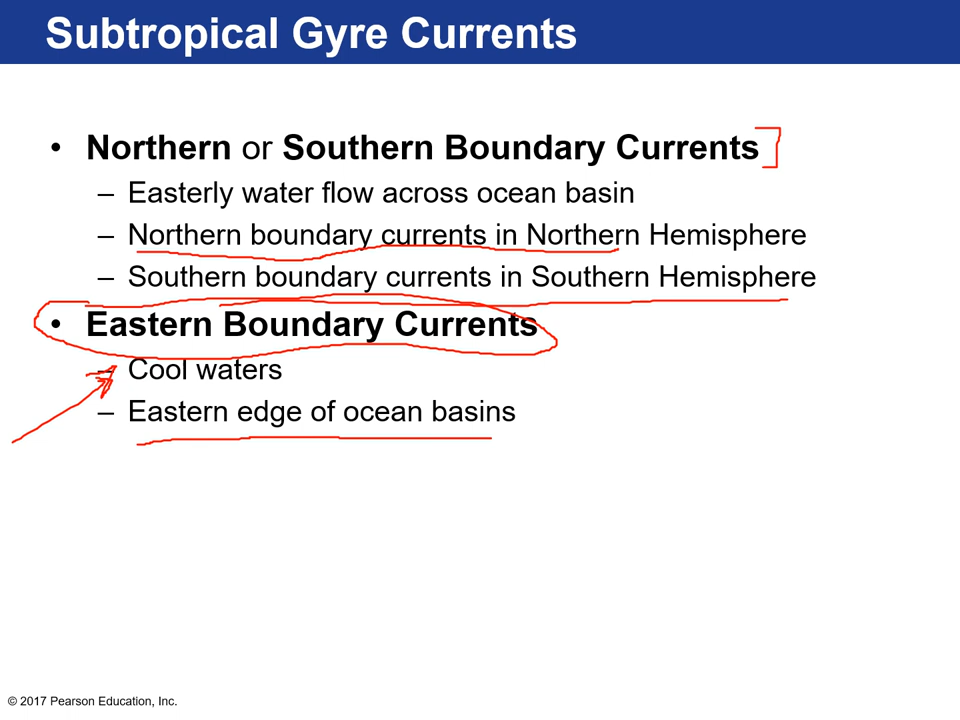 Subtropical Gyre Currents
• Northern or Southern Boundary Currents
– Easterly water flow across ocean basin
– Northern boundary currents in Northern Hemisphere
– Southern boundary currents in Southern Hemisphere
• Eastern Boundary Currents
– Cool waters
– Eastern edge of ocean basins
© 2017 Pearson Education, Inc.